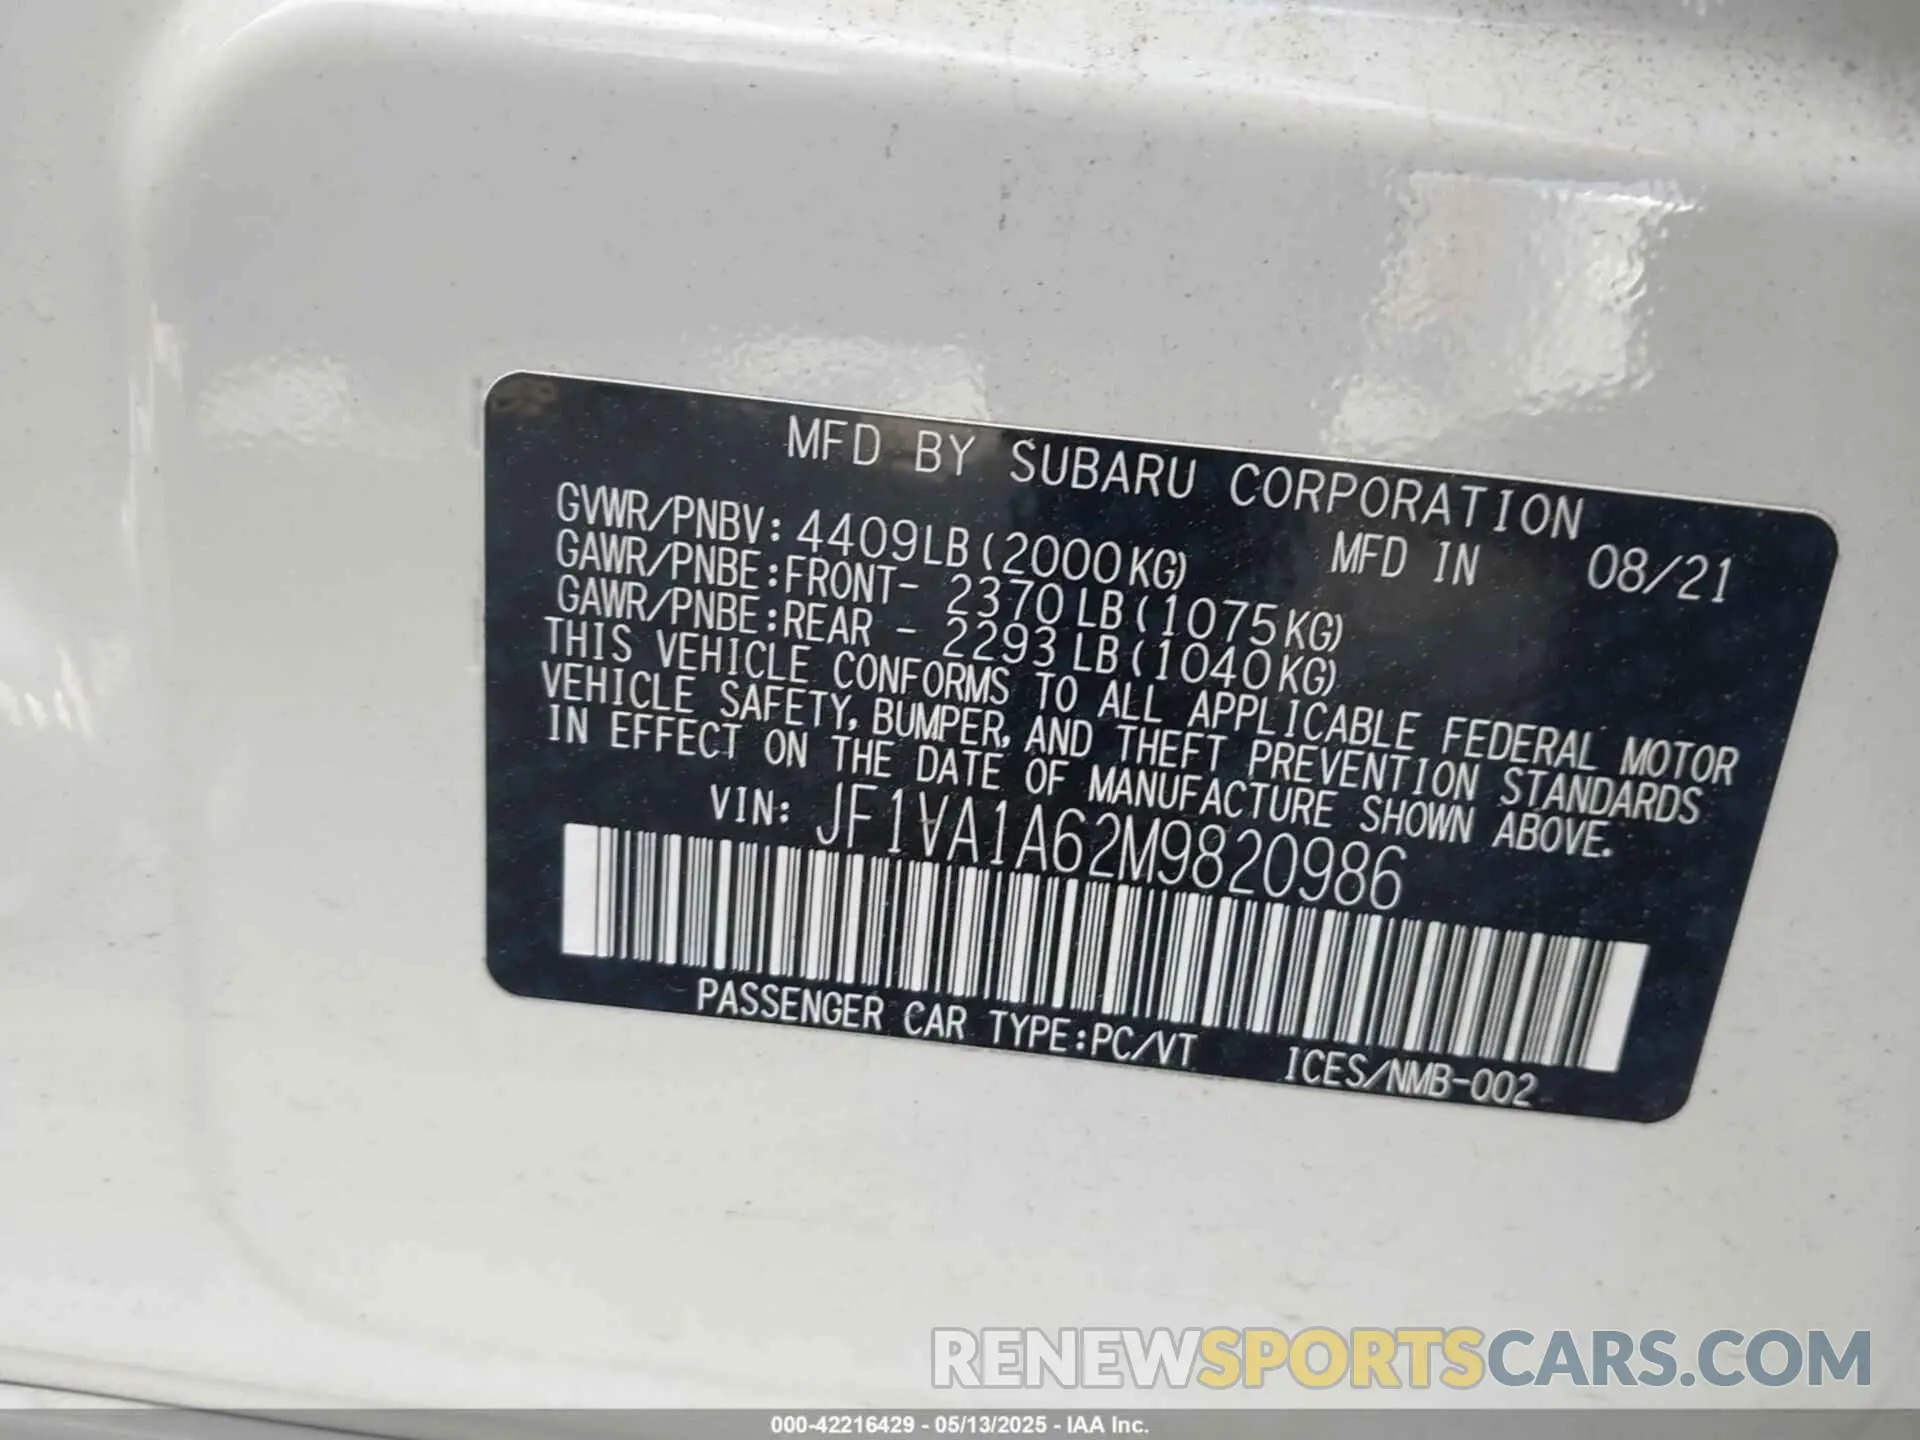 MFD BY SUBARU CORPORATION
GVWR/PNBV: 4409LB(2000KG) MFD IN 08/21
GAWR/PNBE:FRONT- 2370LB(1075KG)
GAWR/PNBE:REAR - 2293LB(1040KG)
THIS VEHICLE CONFORMS TO ALL APPLICABLE FEDERAL MOTOR
VEHICLE SAFETY, BUMPER, AND THEFT PREVENTION STANDARDS
IN EFFECT ON THE DATE OF MANUFACTURE SHOWN ABOVE.
VIN: JF1VA1A62M9820986
PASSENGER CAR TYPE:PC/VT ICES/NMB-002
RENEWSPORTSCARS.COM
000-42216429 - 05/13/2025 - IAA Inc.